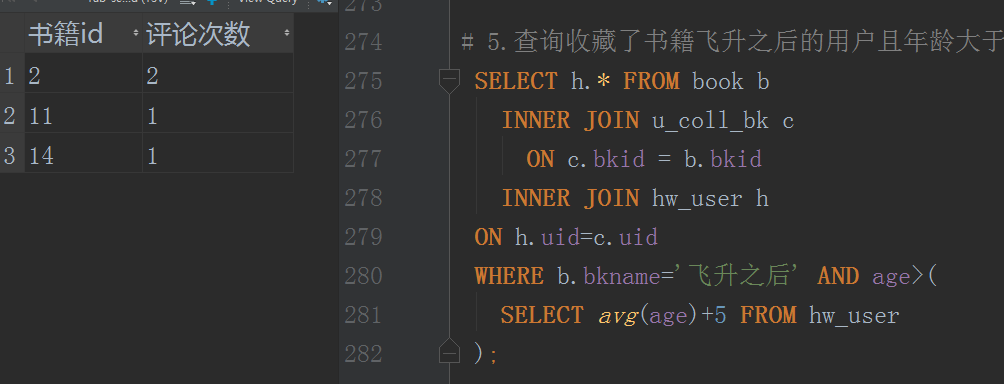 View Query
书籍id 评论次数
1 2 2
2 11 1
3 14 1
273
274 # 5.查询收藏了书籍飞升之后的用户且年龄大于
275 SELECT h.* FROM book b
276 INNER JOIN u_coll_bk c
277 ON c.bkid = b.bkid
278 INNER JOIN hw_user h
279 ON h.uid=c.uid
280 WHERE b.bkname='飞升之后' AND age>(
281 SELECT avg(age)+5 FROM hw_user
282 );